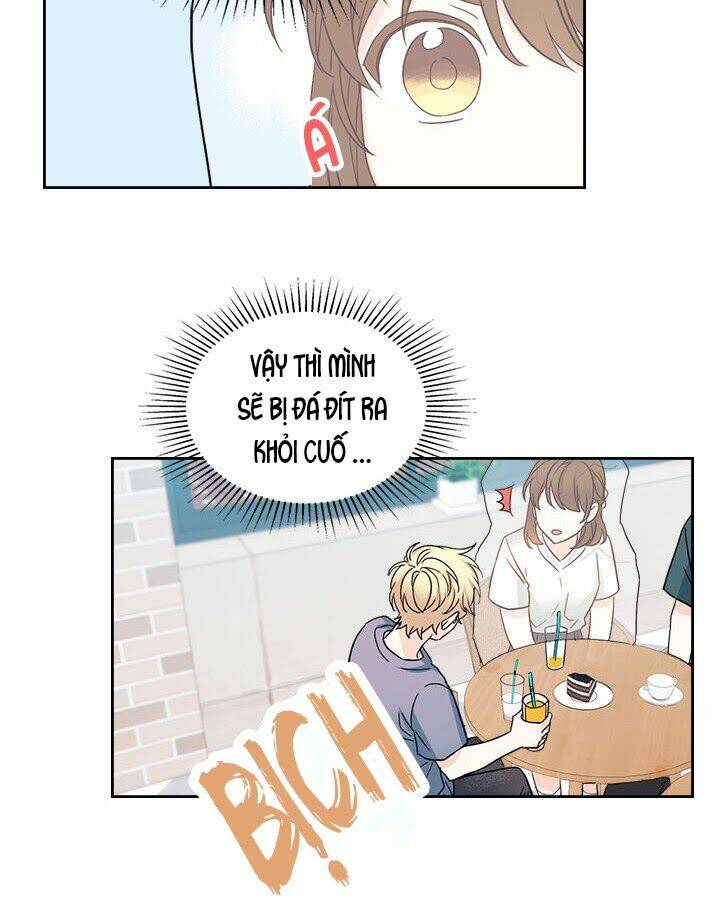 Á
VẬY THÌ MÌNH
SẼ BỊ ĐÁ ĐÍT RA
KHỎI CUỐ ...
BỊCH